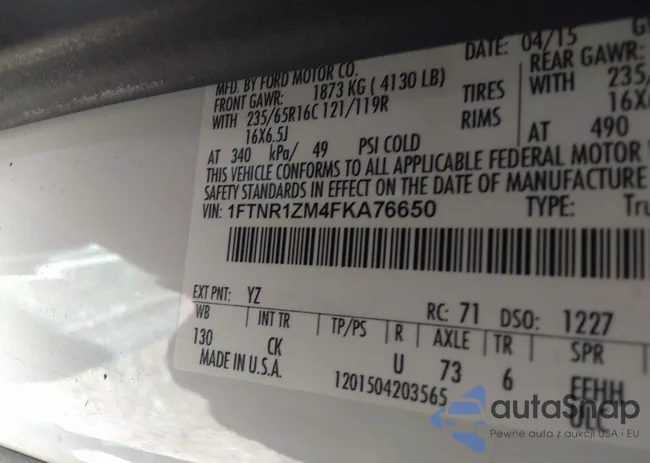 MFD. BY FORD MOTOR CO. DATE: 04/15
FRONT GAWR: 1873 KG ( 4130 LB) REAR GAWR:
WITH 235/65R16C 121/119R TIRES WITH 235/
16X6.5J RIMS 16X6
AT 340 kPa/ 49 PSI COLD AT 490
THIS VEHICLE CONFORMS TO ALL APPLICABLE FEDERAL MOTOR
SAFETY STANDARDS IN EFFECT ON THE DATE OF MANUFACTURE
VIN: 1FTNR1ZM4FKA76650 TYPE: Tru
EXT PNT: YZ RC: 71 DSO: 1227
WB INT TR TP/PS R AXLE TR SPR
130 CK U 73 6 EEHH
MADE IN U.S.A. 1201504203565
autaSnap
Pewne auta z aukcji USA i EU